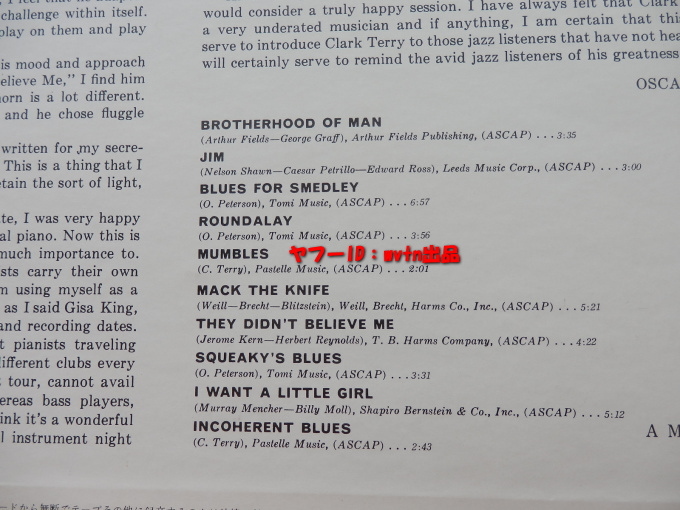 , I feel that he adap
challenge within itself.
play on them and play
is mood and approach
elieve Me," I find him
horn is a lot different.
and he chose fluggle
written for my secre-
This is a thing that I
etain the sort of light,
te, I was very happy
al piano. Now this is
much importance to.
sts carry their own
m using myself as a
as I said Gisa King,
and recording dates.
t pianists traveling
different clubs every
tour, cannot avail
ereas bass players,
ink it's a wonderful
l instrument night
would consider a truly happy session. I have always felt that Clark
a very underated musician and if anything, I am certain that this
serve to introduce Clark Terry to those jazz listeners that have not hea
will certainly serve to remind the avid jazz listeners of his greatness
OSCA
BROTHERHOOD OF MAN
(Arthur Fields—George Graff), Arthur Fields Publishing, (ASCAP) . . . 3:35
JIM
(Nelson Shawn—Caesar Petrillo—Edward Ross), Leeds Music Corp., (ASCAP) . . . 3:00
BLUES FOR SMEDLEY
(O. Peterson), Tomi Music, (ASCAP) . . . 6:57
ROUNDALAY
(O. Peterson), Tomi Music, (ASCAP) . . . 3:56
MUMBLES ヤフーID：wvtn出品
(C. Terry), Pastelle Music, (ASCAP) . . . 2:01
MACK THE KNIFE
(Weill—Brecht—Blitzstein), Weill, Brecht, Harms Co., Inc., (ASCAP) . . . 5:21
THEY DIDN'T BELIEVE ME
(Jerome Kern—Herbert Reynolds), T. B. Harms Company, (ASCAP) . . . 4:22
SQUEAKY'S BLUES
(O. Peterson), Tomi Music, (ASCAP) . . . 3:31
I WANT A LITTLE GIRL
(Murray Mencher—Billy Moll), Shapiro Bernstein & Co., Inc., (ASCAP) . . . 5:12
INCOHERENT BLUES
(C. Terry), Pastelle Music, (ASCAP) . . . 2:43
A M